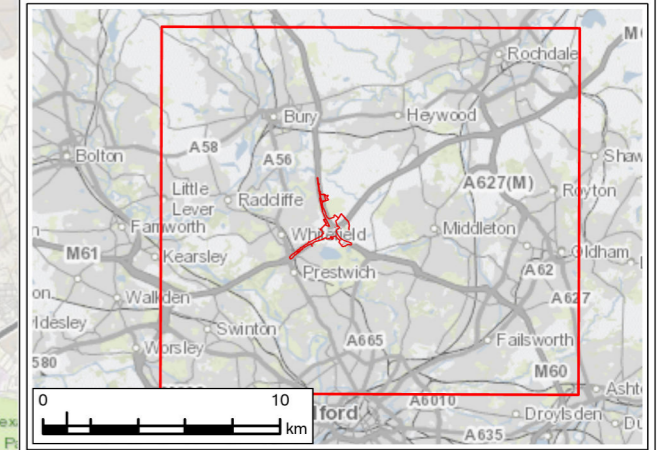 Rochdale
Bury
Heywood
Bolton
A58
A56
Shaw
A627(M)
Little
Lever
Radcliffe
Royton
Farnworth
Whitefield
Middleton
M61
Kearsley
Oldham
Prestwich
A62
Walkden
A627
Swinton
A665
Failsworth
Worsley
580
M60
A6010
Droylsden
A635
0
10
km